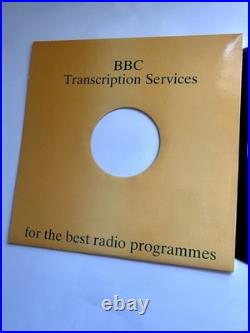 BBC
Transcription Services
for the best radio programmes